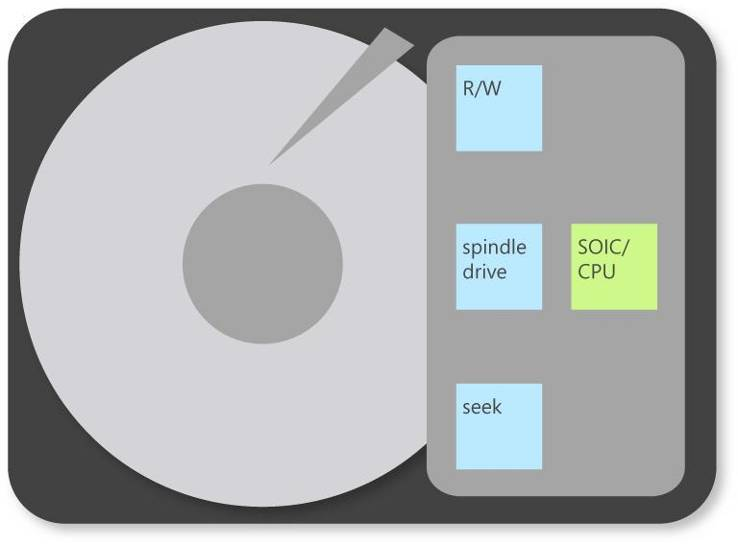 R/W
spindle
drive
SOIC/
CPU
seek